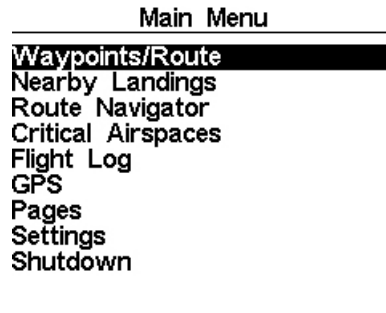 Main Menu
Waypoints/Route
Nearby Landings
Route Navigator
Critical Airspaces
Flight Log
GPS
Pages
Settings
Shutdown